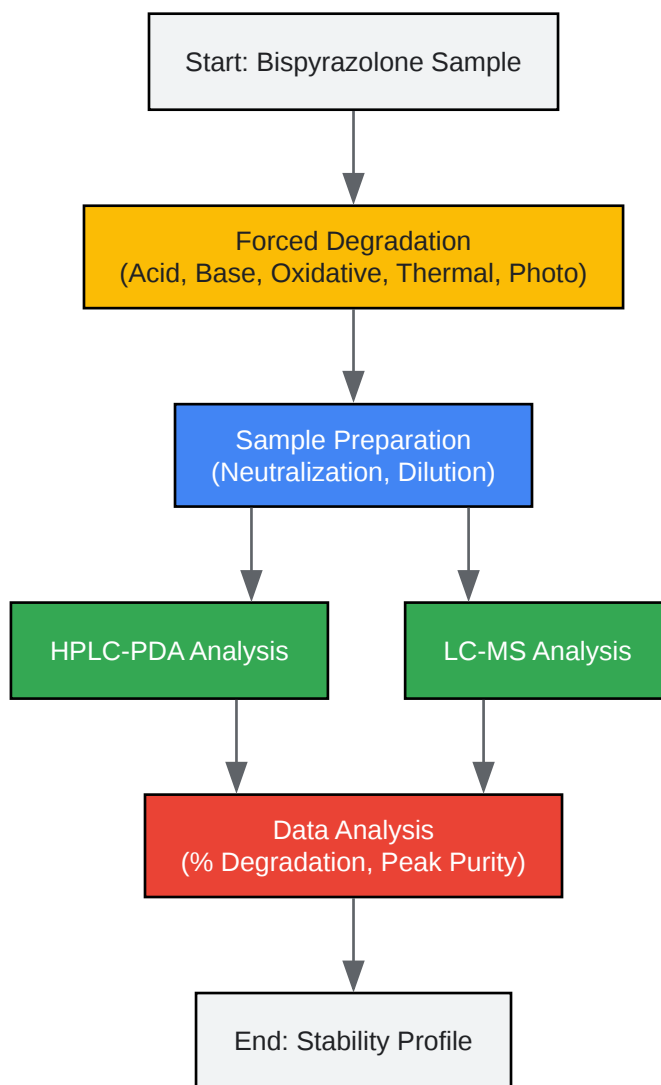 Start: Bispyrazolone Sample
Forced Degradation
(Acid, Base, Oxidative, Thermal, Photo)
Sample Preparation
(Neutralization, Dilution)
HPLC-PDA Analysis
LC-MS Analysis
Data Analysis
(% Degradation, Peak Purity)
End: Stability Profile